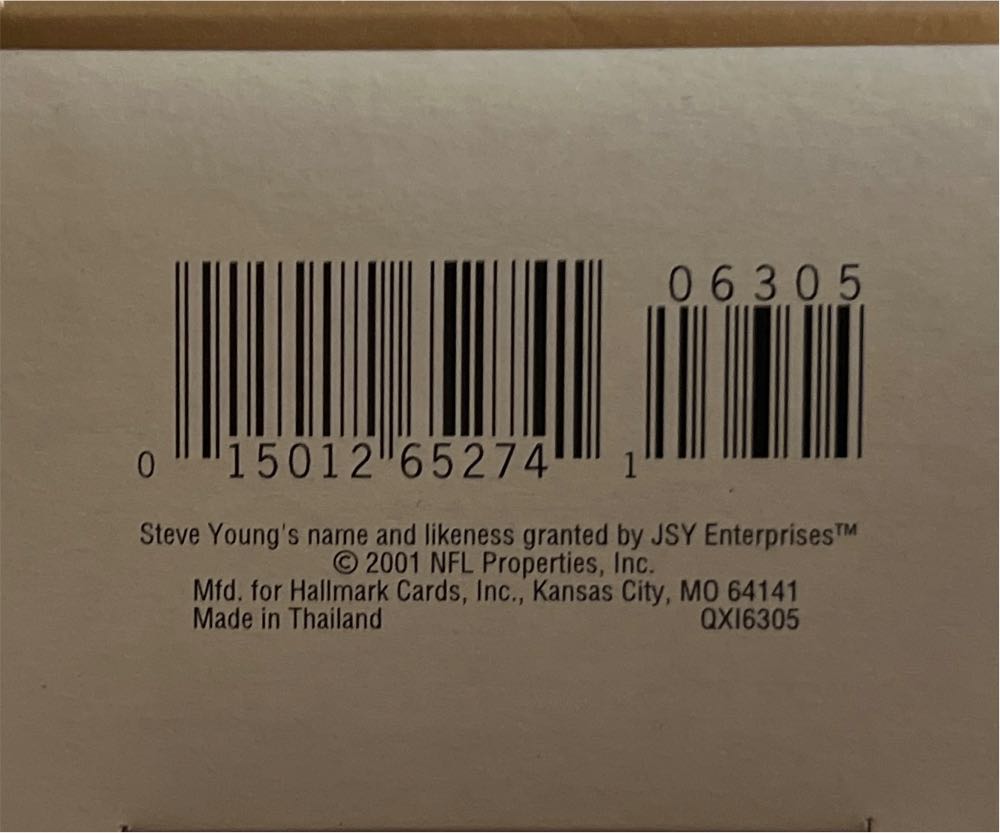 06305
0 15012 65274 1
Steve Young's name and likeness granted by JSY Enterprises™
© 2001 NFL Properties, Inc.
Mfd. for Hallmark Cards, Inc., Kansas City, MO 64141
Made in Thailand QXI6305